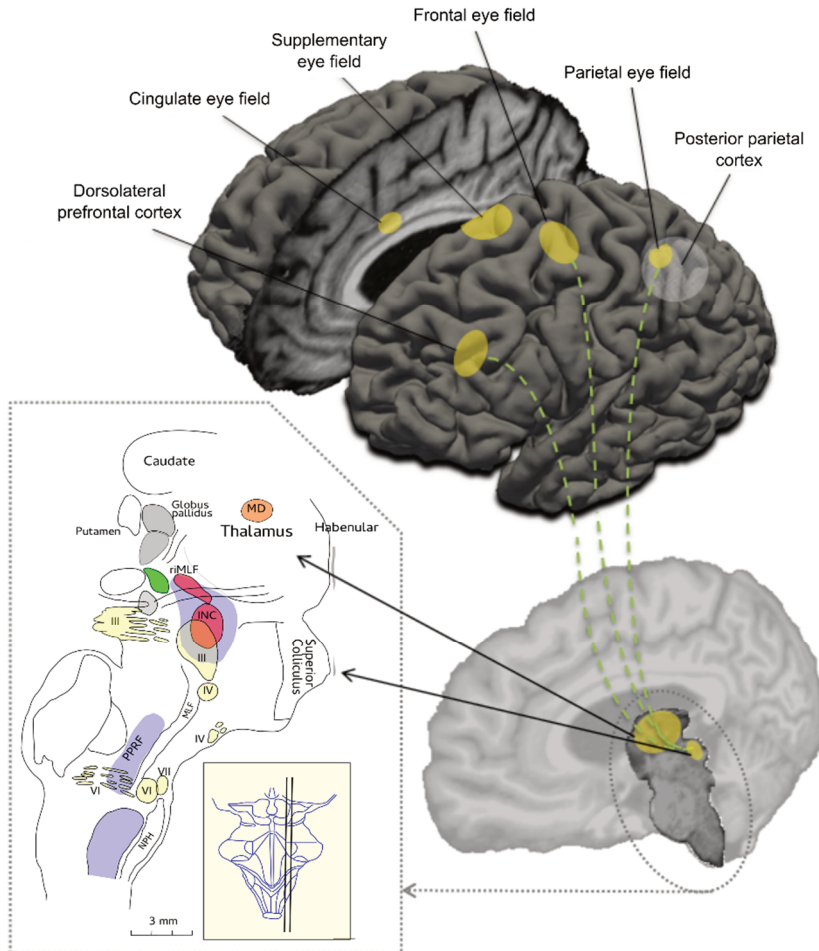 Frontal eye field
Supplementary
eye field
Parietal eye field
Cingulate eye field
Posterior parietal
cortex
Dorsolateral
prefrontal cortex
Caudate
Globus
pallidus
MD
Putamen
Thalamus
Habenular
riMLF
III
INC
III
Superior
Colliculus
IV
MLF
IV
PPRF
VII
VI
VI
NPH
3 mm